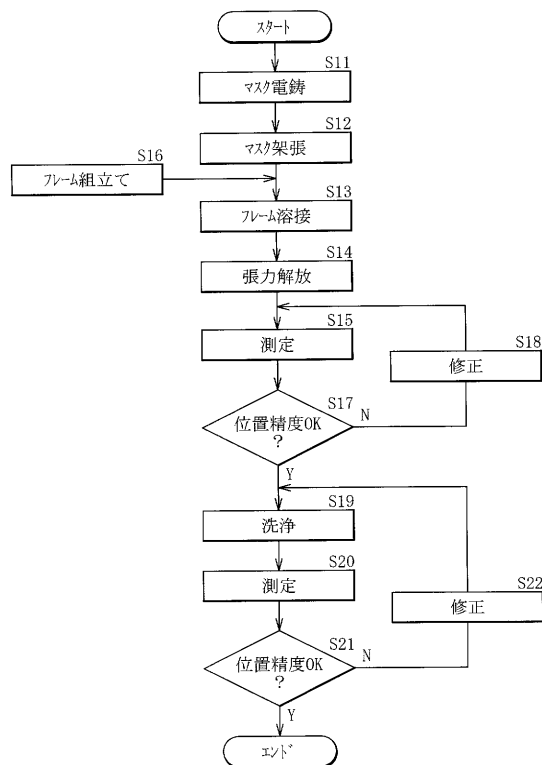 スタート
S11
マスク電鋳
S12
マスク架張
S16
フレーム組立て
S13
フレーム溶接
S14
張力解放
S15
測定
S18
修正
S17
位置精度OK
?
N
Y
S19
洗浄
S20
測定
S22
修正
S21
位置精度OK
?
N
Y
エンド